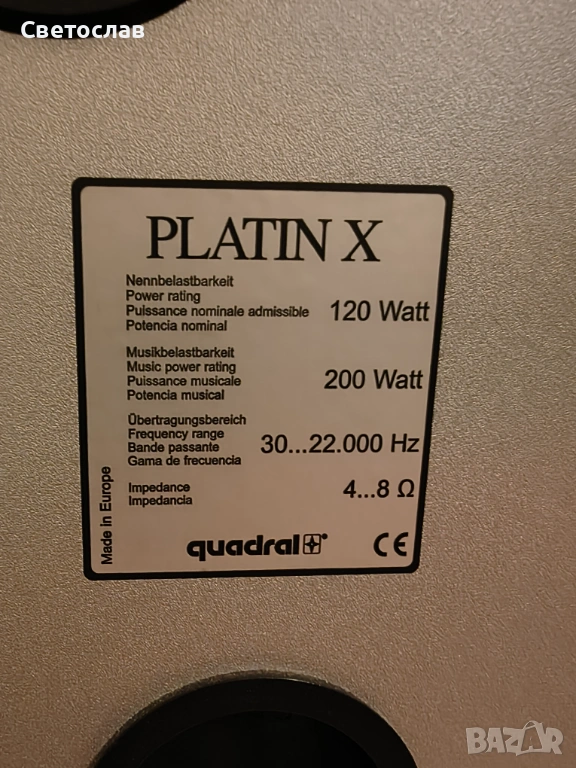 Светослав
PLATIN X
Nennbelastbarkeit
Power rating
Puissance nominale admissible
Potencia nominal
120 Watt
Musikbelastbarkeit
Music power rating
Puissance musicale
Potencia musical
200 Watt
Übertragungsbereich
Frequency range
Bande passante
Gama de frecuencia
30...22.000 Hz
Impedance
Impedancia
4...8 Ω
Made in Europe
quadral
CE
BAZAR